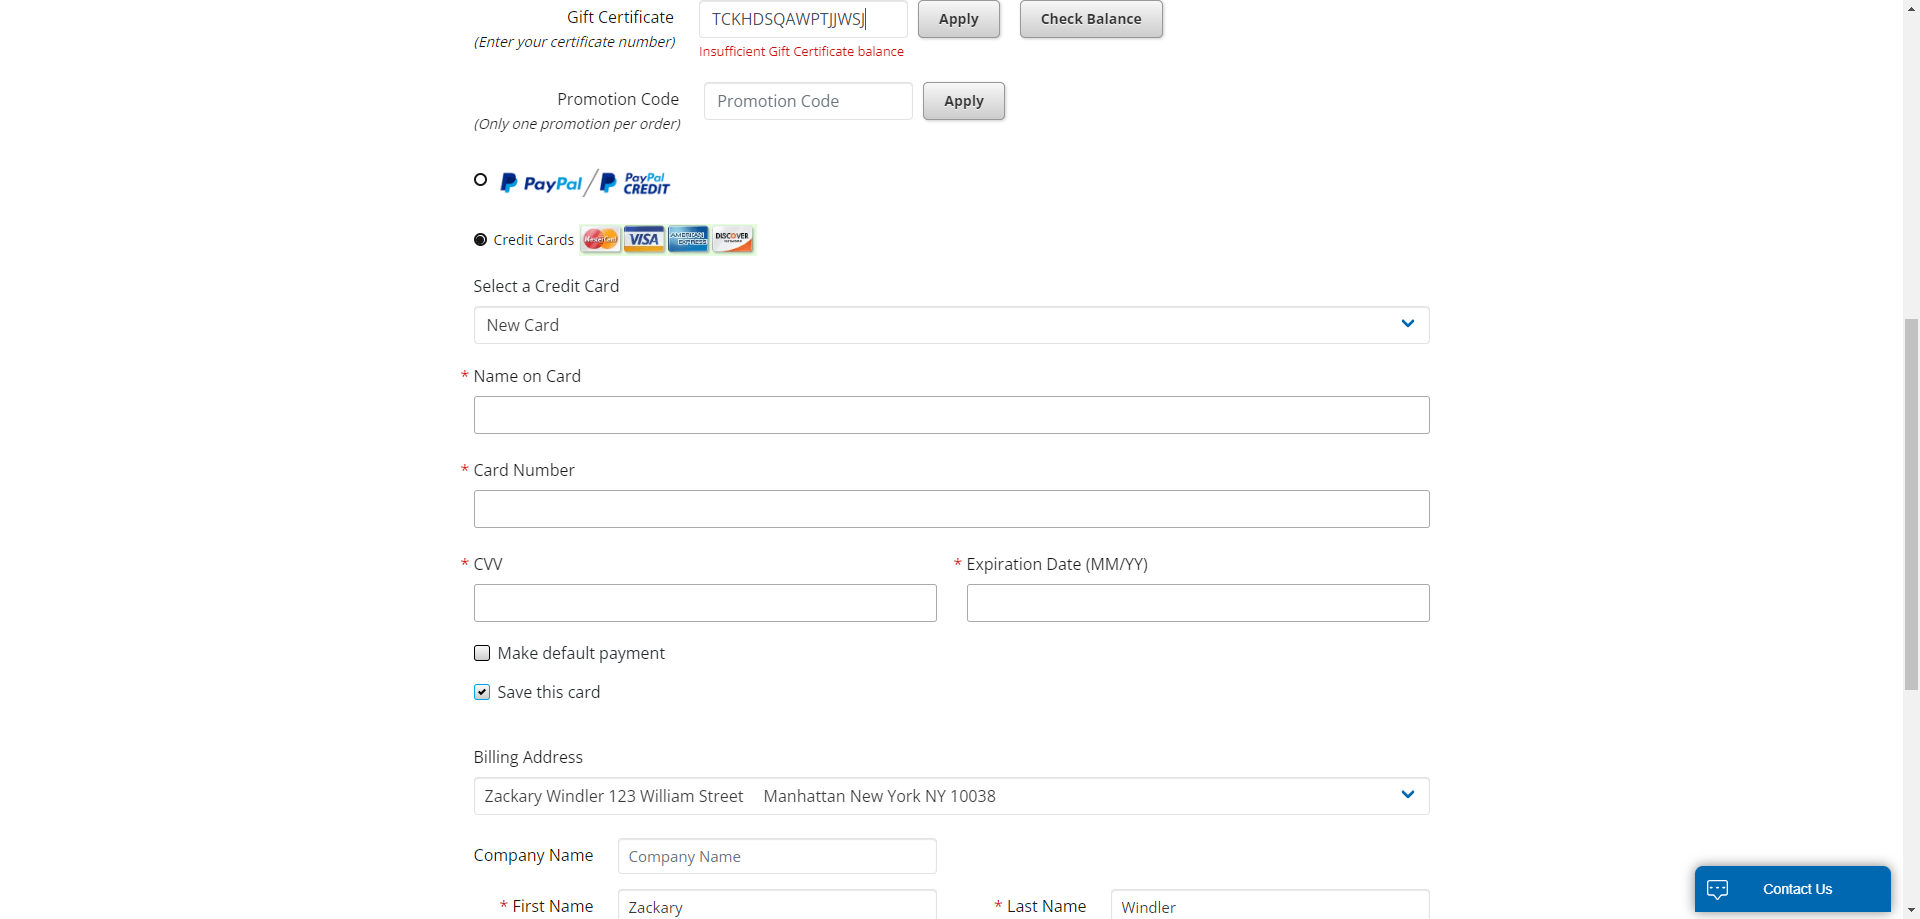 Gift Certificate TCKHDSQAWPTJJWSJ Apply Check Balance
(Enter your certificate number)
Insufficient Gift Certificate balance
Promotion Code Promotion Code Apply
(Only one promotion per order)
PayPal / PayPal CREDIT
Credit Cards MasterCard VISA AMERICAN EXPRESS DISCOVER
Select a Credit Card
New Card
* Name on Card
* Card Number
* CVV * Expiration Date (MM/YY)
Make default payment
Save this card
Billing Address
Zackary Windler 123 William Street Manhattan New York NY 10038
Company Name Company Name
* First Name Zackary * Last Name Windler
Contact Us